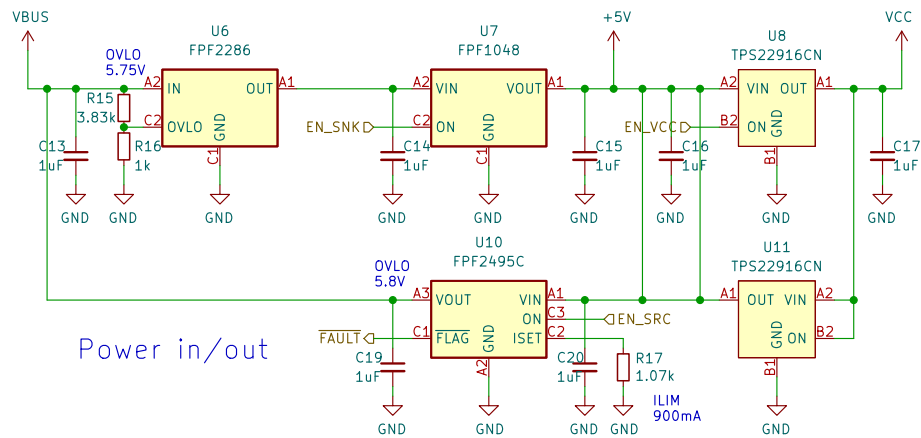 VBUS
+5V
VCC
U6
FPF2286
U7
FPF1048
U8
TPS22916CN
OVLO
5.75V
A2
IN
OUT
A1
A2
VIN
VOUT
A1
A2
VIN
OUT
A1
R15
3.83k
C2
OVLO
GND
C1
EN_SNK
C2
ON
GND
C1
EN_VCC
B2
ON
GND
B1
C13
1uF
R16
1k
C14
1uF
C15
1uF
C16
1uF
C17
1uF
GND
GND
GND
GND
GND
GND
GND
GND
GND
U10
FPF2495C
U11
TPS22916CN
OVLO
5.8V
A3
VOUT
VIN
A1
A1
OUT
VIN
A2
ON
C3
EN_SRC
FAULT
C1
FLAG
GND
A2
ISET
C2
GND
B1
ON
B2
Power in/out
C19
1uF
C20
1uF
R17
1.07k
ILIM
900mA
GND
GND
GND
GND
GND